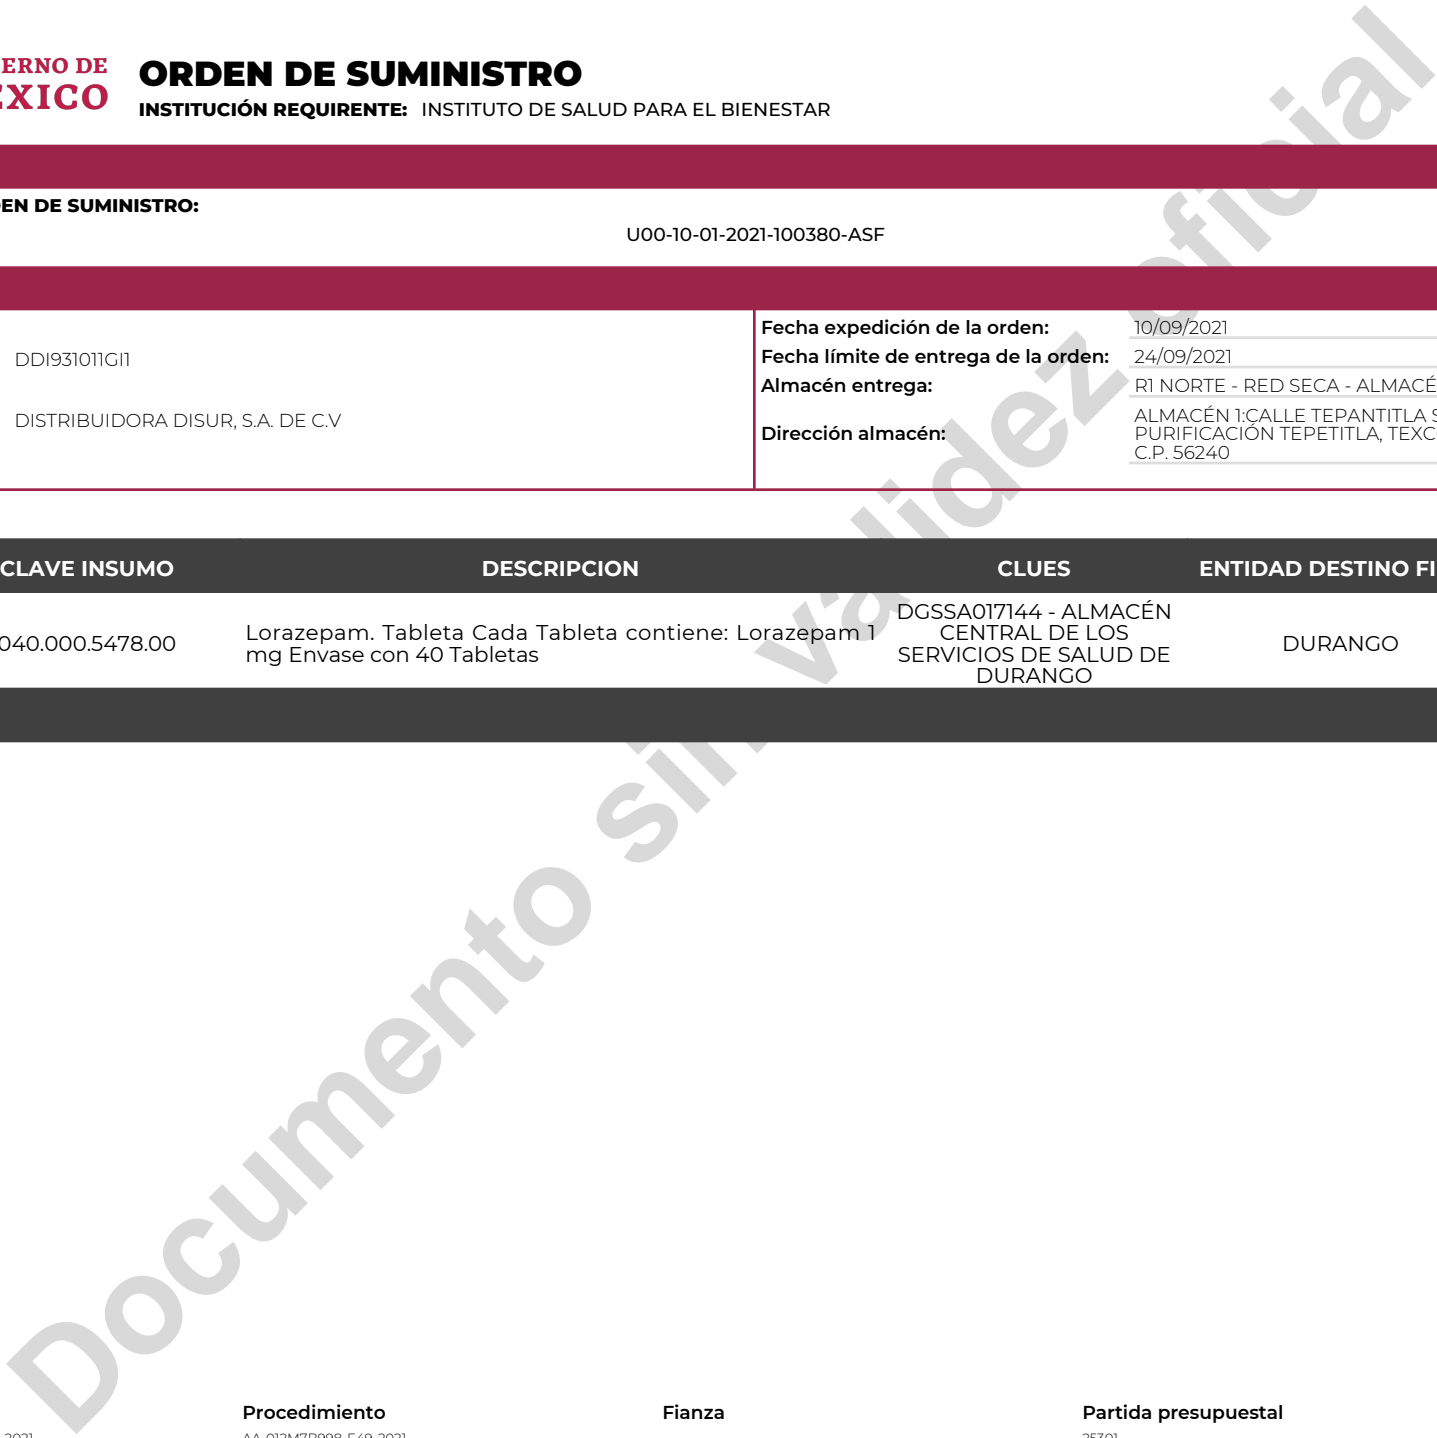 ERNO DE
ÉXICO
ORDEN DE SUMINISTRO
INSTITUCIÓN REQUIRENTE: INSTITUTO DE SALUD PARA EL BIENESTAR
EN DE SUMINISTRO:
U00-10-01-2021-100380-ASF
DDI931011GI1
DISTRIBUIDORA DISUR, S.A. DE C.V
Fecha expedición de la orden: 10/09/2021
Fecha límite de entrega de la orden: 24/09/2021
Almacén entrega: R1 NORTE - RED SECA - ALMACÉ
Dirección almacén: ALMACÉN 1:CALLE TEPANTITLA S
PURIFICACIÓN TEPETITLA, TEXC
C.P. 56240
CLAVE INSUMO DESCRIPCION CLUES ENTIDAD DESTINO FI
040.000.5478.00
Lorazepam. Tableta Cada Tableta contiene: Lorazepam 1
mg Envase con 40 Tabletas
DGSSA017144 - ALMACÉN
CENTRAL DE LOS
SERVICIOS DE SALUD DE
DURANGO
DURANGO
Documento sin validez oficial
Procedimiento Fianza Partida presupuestal